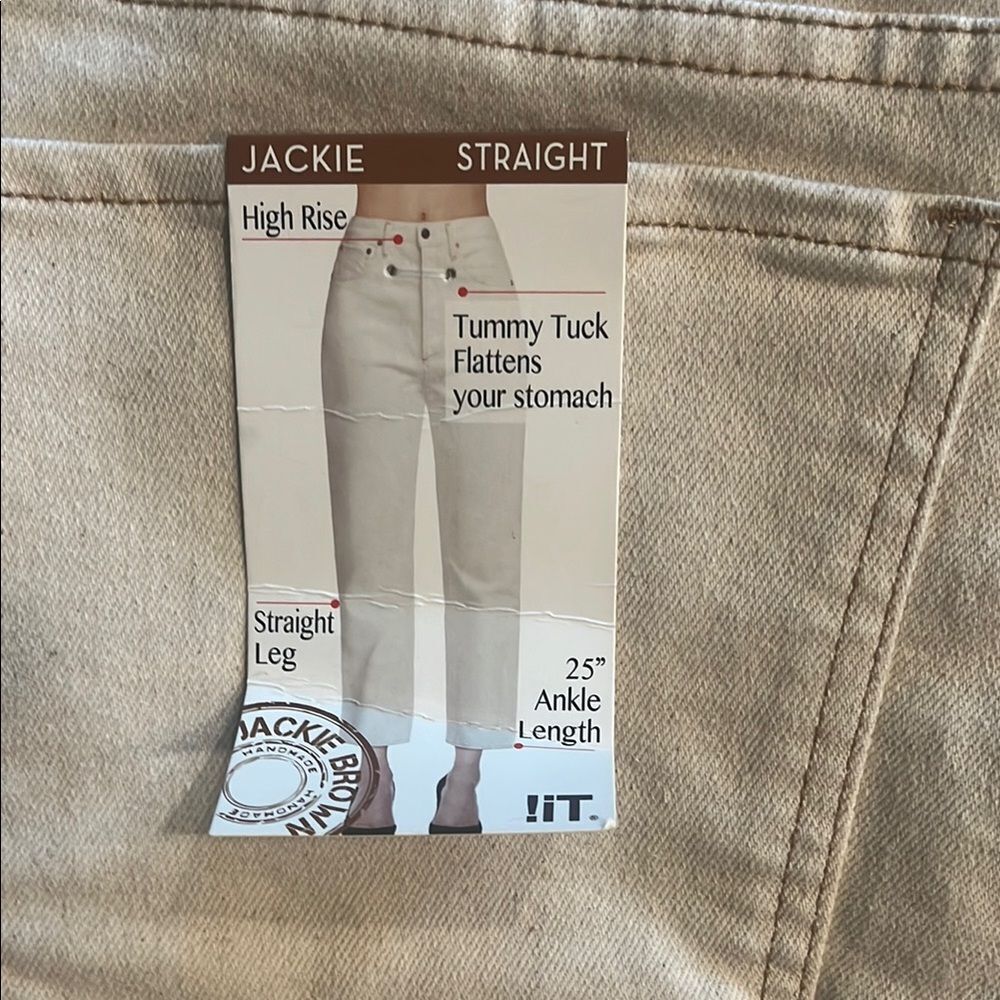 JACKIE STRAIGHT
High Rise
Tummy Tuck
Flattens
your stomach
Straight
Leg
25”
Ankle
Length
JACKIE BROWN
HANDMADE
HANDMADE
!iT®